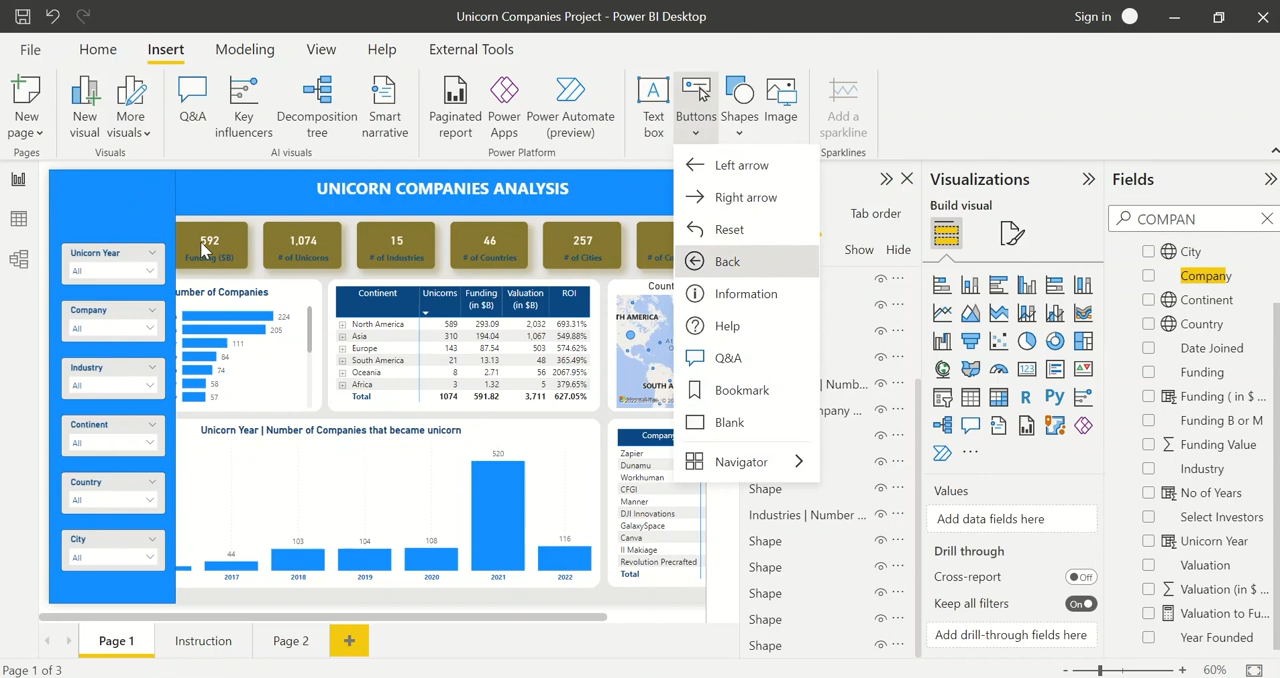 Unicorn Companies Project - Power BI Desktop
Sign in
File Home Insert Modeling View Help External Tools
New page
New visual
More visuals
Q&A
Key influencers
Decomposition tree
Smart narrative
Paginated report
Power Apps
Power Automate (preview)
Text box
Buttons
Shapes
Image
Add a sparkline
Pages
Visuals
AI visuals
Power Platform
Sparklines
Left arrow
Right arrow
Reset
Back
Information
Help
Q&A
Bookmark
Blank
Navigator
UNICORN COMPANIES ANALYSIS
592
Funding ($B)
1,074
# of Unicorns
15
# of Industries
46
# of Countries
257
# of Cities
# of C
Unicorn Year
All
Company
All
Industry
All
Continent
All
Country
All
City
All
umber of Companies
224
205
111
84
74
58
57
Continent Unicorns Funding (in $B) Valuation (in $B) ROI
North America 589 293.09 2,032 693.31%
Asia 310 194.04 1,067 549.88%
Europe 143 87.54 503 574.62%
South America 21 13.13 48 365.49%
Oceania 8 2.71 56 2067.95%
Africa 3 1.32 5 379.65%
Total 1074 591.82 3,711 627.05%
Count
TH AMERICA
SOUTH A
Unicorn Year | Number of Companies that became unicorn
44
103
104
108
520
116
2017 2018 2019 2020 2021 2022
Company
Zapier
Dunamu
Workhuman
CFGI
Manner
DJI Innovations
GalaxySpace
Canva
Il Makiage
Revolution Precrafted
Total
Tab order
Show Hide
| Numb...
mpany ...
Shape
Industries | Number ...
Shape
Shape
Shape
Shape
Shape
Visualizations
Build visual
R
Py
123
Values
Add data fields here
Drill through
Cross-report
Off
Keep all filters
On
Add drill-through fields here
Fields
COMPAN
City
Company
Continent
Country
Date Joined
Funding
Funding ( in $ ...
Funding B or M
Funding Value
Industry
No of Years
Select Investors
Unicorn Year
Valuation
Valuation (in $ ...
Valuation to Fu...
Year Founded
Page 1
Instruction
Page 2
Page 1 of 3
- + 60%